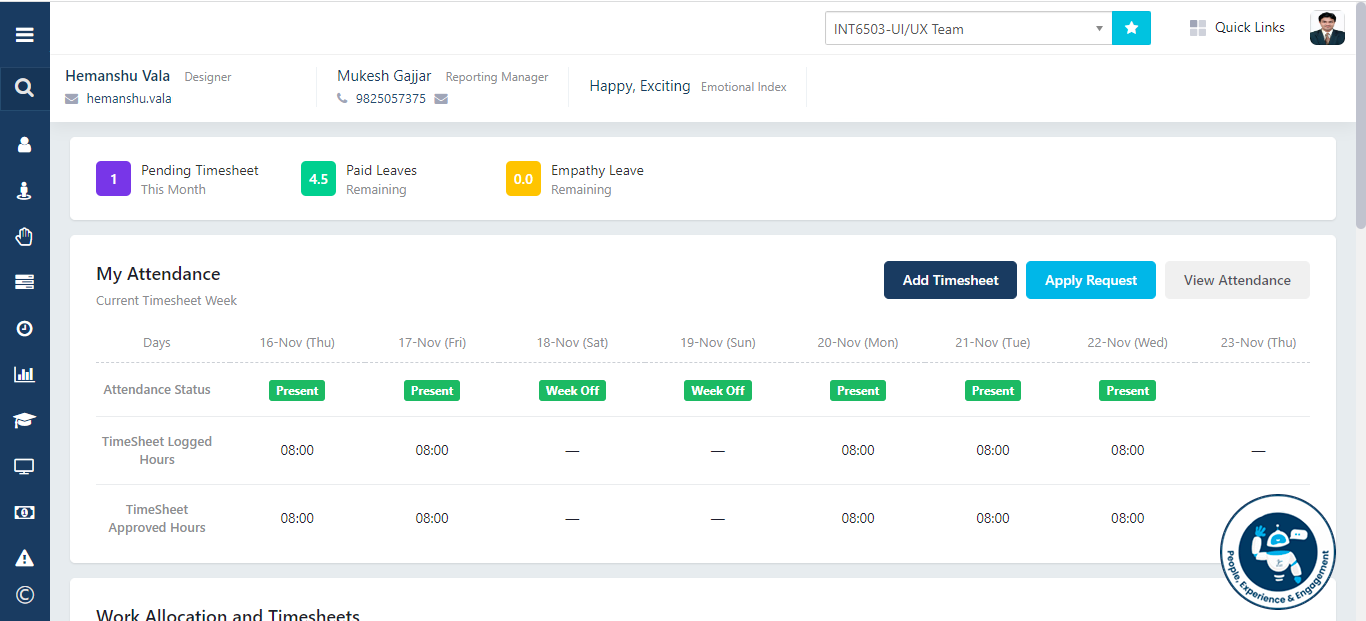 INT6503-UI/UX Team
Quick Links
Hemanshu Vala Designer
hemanshu.vala
Mukesh Gajjar Reporting Manager
9825057375
Happy, Exciting Emotional Index
1 Pending Timesheet
This Month
4.5 Paid Leaves
Remaining
0.0 Empathy Leave
Remaining
My Attendance
Current Timesheet Week
Add Timesheet Apply Request View Attendance
Days 16-Nov (Thu) 17-Nov (Fri) 18-Nov (Sat) 19-Nov (Sun) 20-Nov (Mon) 21-Nov (Tue) 22-Nov (Wed) 23-Nov (Thu)
Attendance Status Present Present Week Off Week Off Present Present Present
TimeSheet Logged
Hours 08:00 08:00 — — 08:00 08:00 08:00 —
TimeSheet
Approved Hours 08:00 08:00 — — 08:00 08:00 08:00
People, Experience & Engagement
Work Allocation and Timesheets